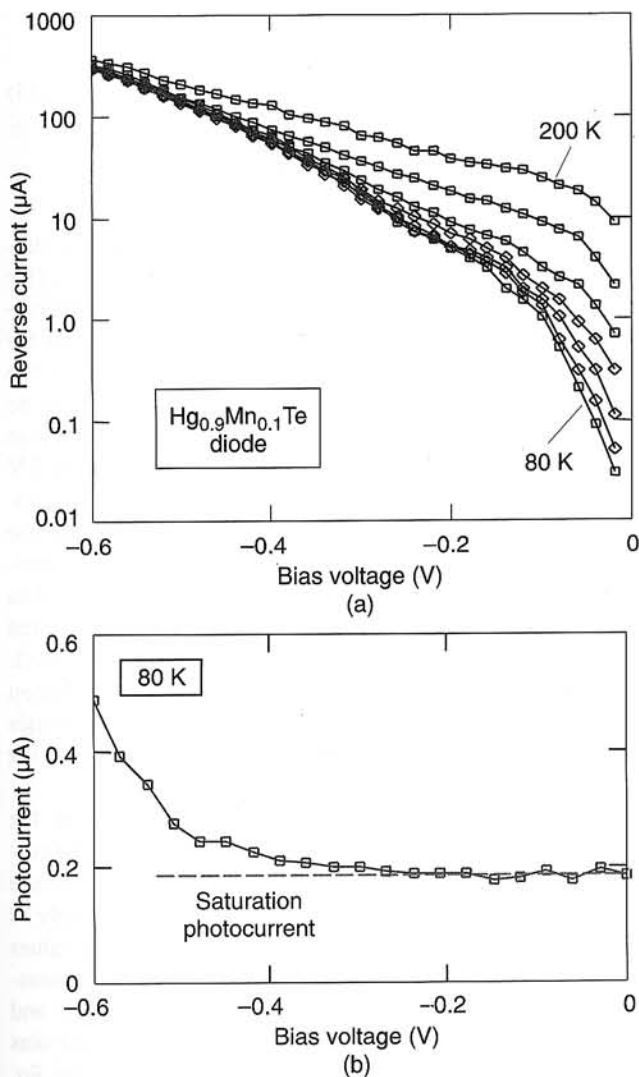 1000
100
10
1.0
0.1
0.01
Reverse current (µA)
200 K
80 K
Hg0.9Mn0.1Te
diode
−0.6
−0.4
−0.2
0
Bias voltage (V)
(a)
0.6
0.4
0.2
0
Photocurrent (µA)
80 K
Saturation
photocurrent
−0.6
−0.4
−0.2
0
Bias voltage (V)
(b)